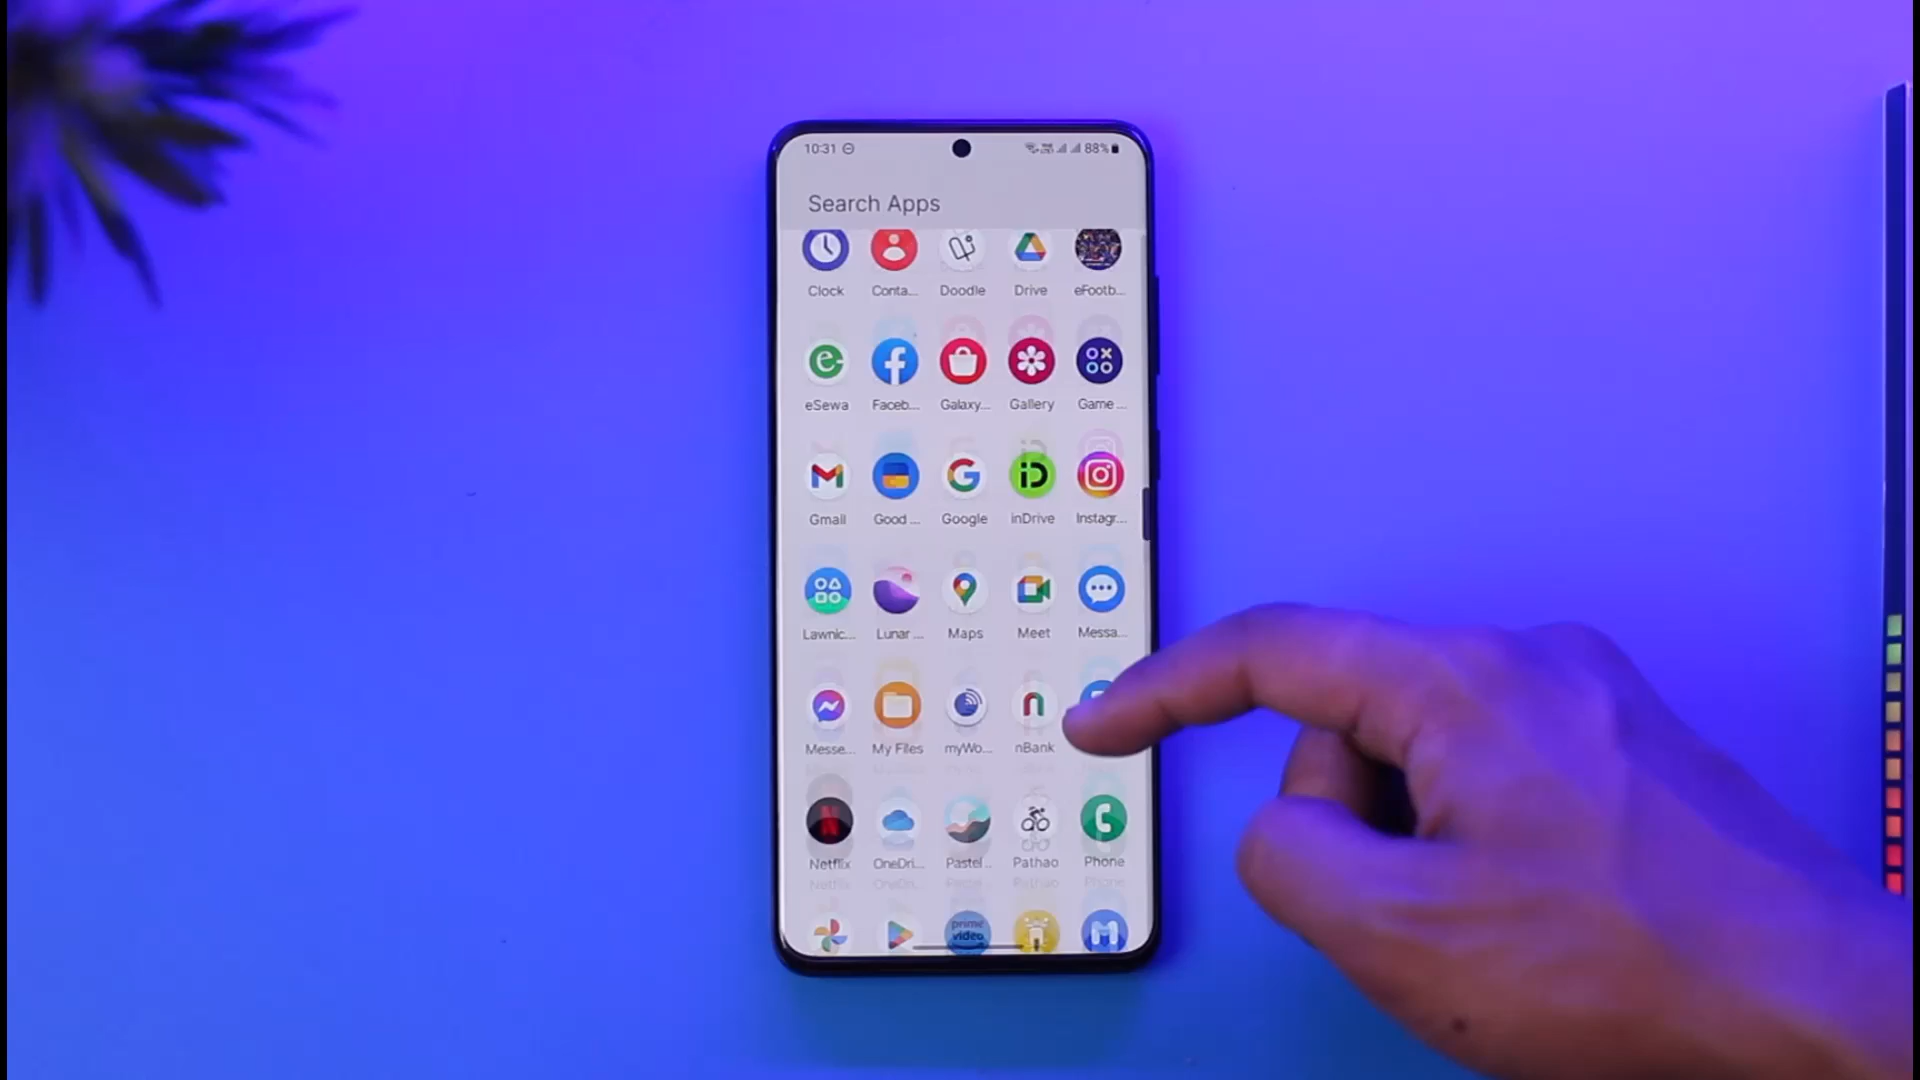 10:31 88%
Search Apps
Clock Conta... Doodle Drive eFootb...
eSewa Faceb... Galaxy... Gallery Game ...
Gmail Good ... Google inDrive Instagr...
Lawnic... Lunar ... Maps Meet Messa...
Messe... My Files myWo... nBank
Netflix OneDri... Pastel ... Pathao Phone
prime
video